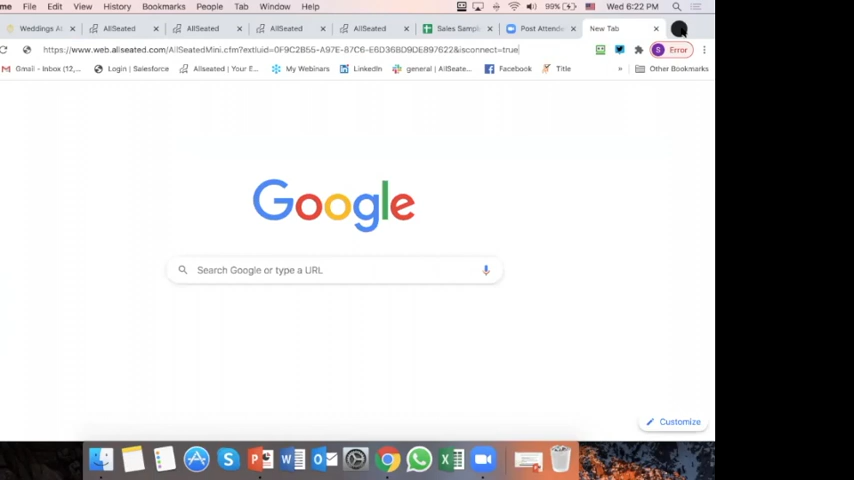 File Edit View History Bookmarks People Tab Window Help 99% Wed 6:22 PM
Weddings At AllSeated AllSeated AllSeated AllSeated Sales Sampl Post Attende New Tab
https://www.web.allseated.com/AllSeatedMini.cfm?extluid=0F9C2B55-A97E-87C6-E6D36BD9DE897622&isconnect=true
S Error
Gmail - Inbox (12,... Login | Salesforce Allseated | Your E... My Webinars LinkedIn general | AllSeate... Facebook Title » Other Bookmarks
Google
Search Google or type a URL
Customize